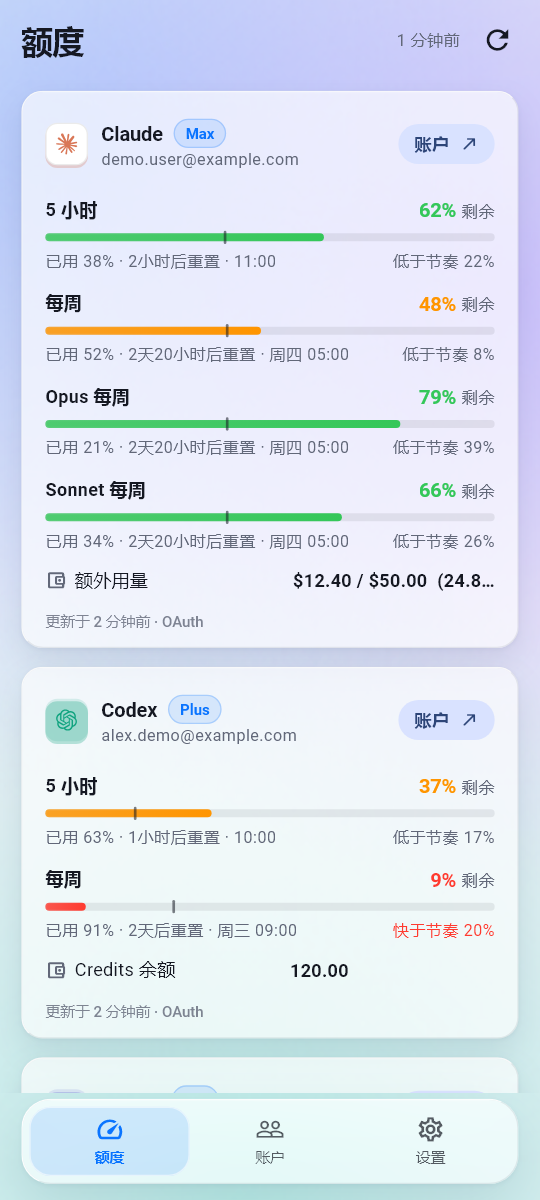 额度
1 分钟前
Claude Max
demo.user@example.com
账户
5 小时 62% 剩余
已用 38% · 2小时后重置 · 11:00 低于节奏 22%
每周 48% 剩余
已用 52% · 2天20小时后重置 · 周四 05:00 低于节奏 8%
Opus 每周 79% 剩余
已用 21% · 2天20小时后重置 · 周四 05:00 低于节奏 39%
Sonnet 每周 66% 剩余
已用 34% · 2天20小时后重置 · 周四 05:00 低于节奏 26%
额外用量 $12.40 / $50.00 (24.8…
更新于 2 分钟前 · OAuth
Codex Plus
alex.demo@example.com
账户
5 小时 37% 剩余
已用 63% · 1小时后重置 · 10:00 低于节奏 17%
每周 9% 剩余
已用 91% · 2天后重置 · 周三 09:00 快于节奏 20%
Credits 余额 120.00
更新于 2 分钟前 · OAuth
额度 账户 设置